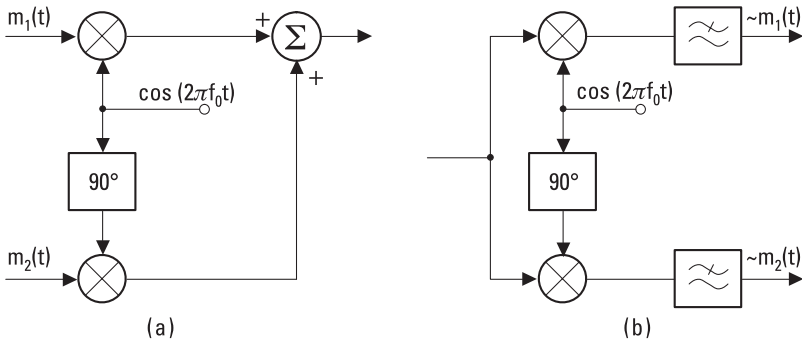 m₁(t)
+
Σ
+
cos (2πf₀t)
90°
m₂(t)
(a)
~m₁(t)
cos (2πf₀t)
90°
~m₂(t)
(b)